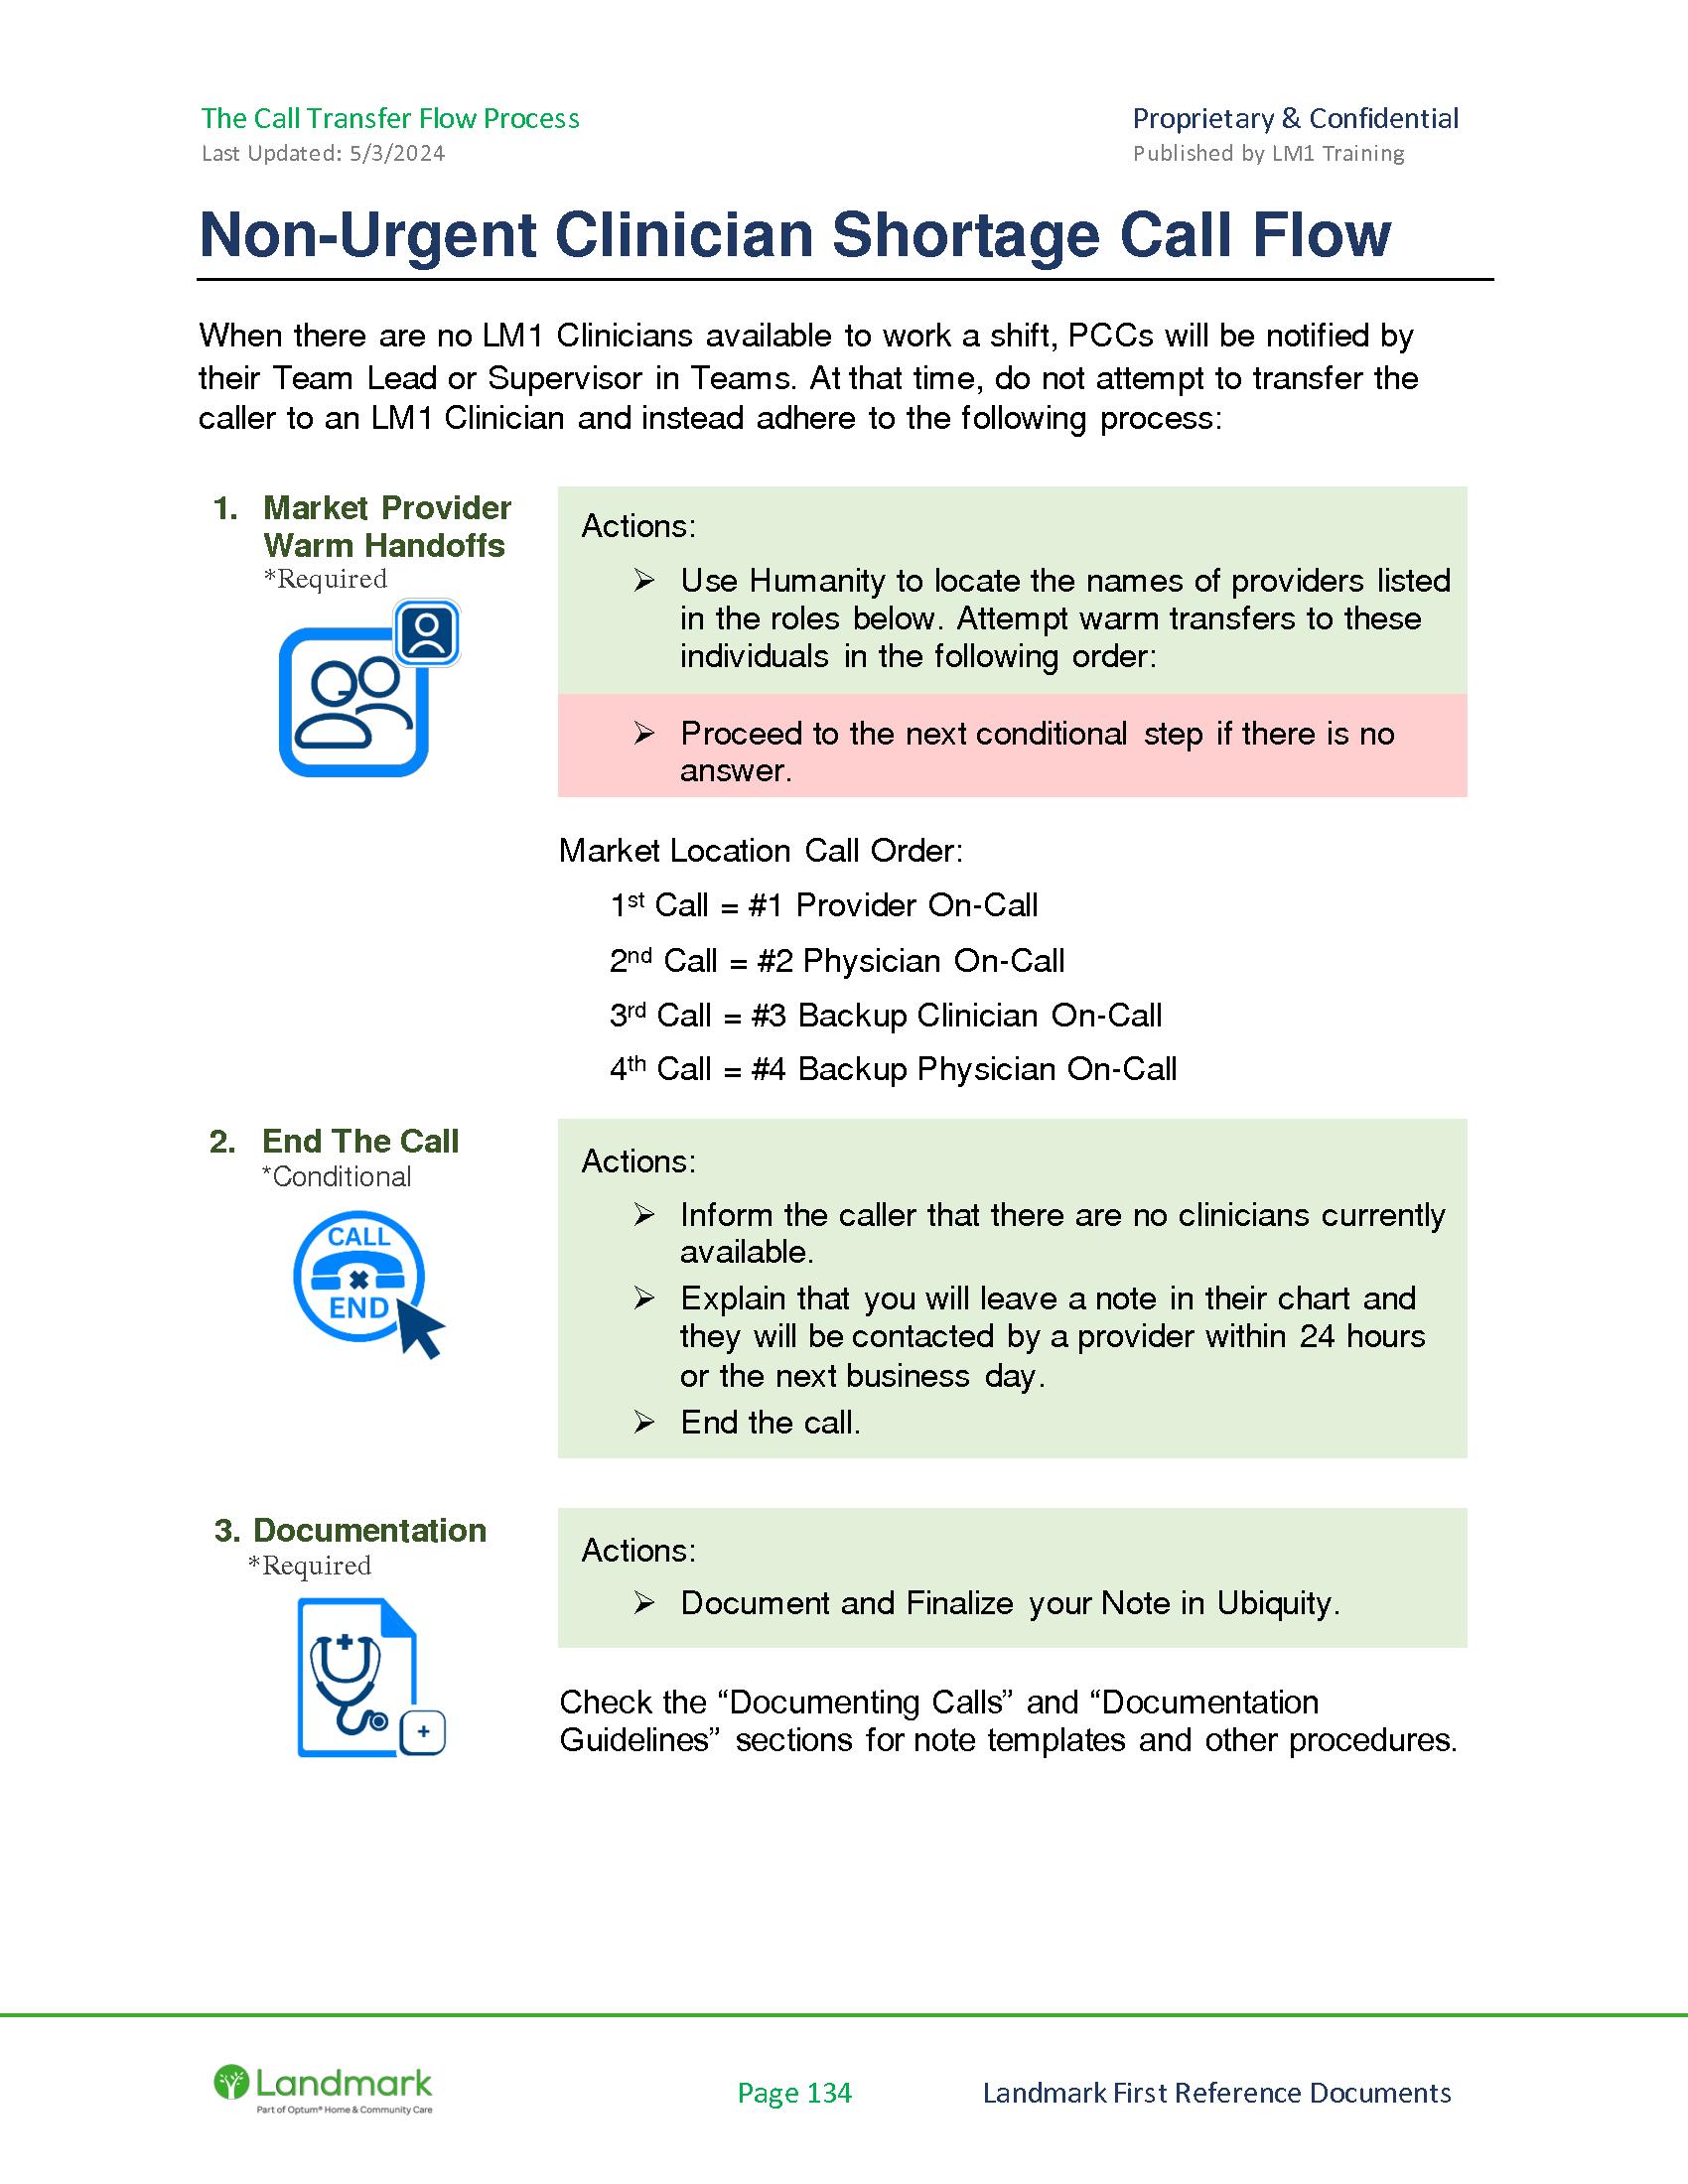 The Call Transfer Flow Process
Proprietary & Confidential
Last Updated: 5/3/2024
Published by LM1 Training
Non-Urgent Clinician Shortage Call Flow
When there are no LM1 Clinicians available to work a shift, PCCs will be notified by
their Team Lead or Supervisor in Teams. At that time, do not attempt to transfer the
caller to an LM1 Clinician and instead adhere to the following process:
1. Market Provider
Warm Handoffs
*Required
Actions:
➢ Use Humanity to locate the names of providers listed
in the roles below. Attempt warm transfers to these
individuals in the following order:
➢ Proceed to the next conditional step if there is no
answer.
Market Location Call Order:
1st Call = #1 Provider On-Call
2nd Call = #2 Physician On-Call
3rd Call = #3 Backup Clinician On-Call
4th Call = #4 Backup Physician On-Call
2. End The Call
*Conditional
CALL
END
Actions:
➢ Inform the caller that there are no clinicians currently
available.
➢ Explain that you will leave a note in their chart and
they will be contacted by a provider within 24 hours
or the next business day.
➢ End the call.
3. Documentation
*Required
Actions:
➢ Document and Finalize your Note in Ubiquity.
Check the “Documenting Calls” and “Documentation
Guidelines” sections for note templates and other procedures.
Landmark
Part of Optum® Home & Community Care
Page 134
Landmark First Reference Documents